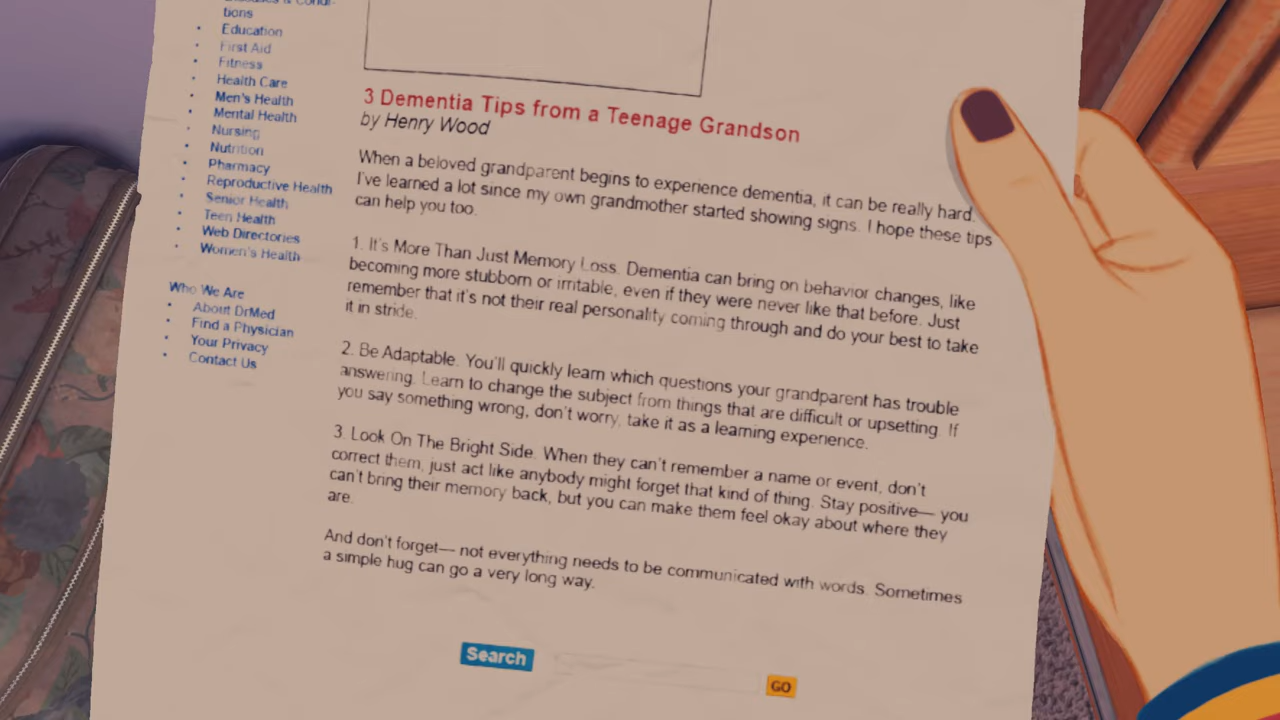 tions
Education
First Aid
Fitness
Health Care
Men's Health
Mental Health
Nursing
Nutrition
Pharmacy
Reproductive Health
Senior Health
Teen Health
Web Directories
Women's Health
Who We Are
About DrMed
Find a Physician
Your Privacy
Contact Us
3 Dementia Tips from a Teenage Grandson
by Henry Wood
When a beloved grandparent begins to experience dementia, it can be really hard.
I've learned a lot since my own grandmother started showing signs. I hope these tips
can help you too.
1. It's More Than Just Memory Loss. Dementia can bring on behavior changes, like
becoming more stubborn or irritable, even if they were never like that before. Just
remember that it's not their real personality coming through and do your best to take
it in stride.
2. Be Adaptable. You'll quickly learn which questions your grandparent has trouble
answering. Learn to change the subject from things that are difficult or upsetting. If
you say something wrong, don't worry, take it as a learning experience.
3. Look On The Bright Side. When they can't remember a name or event, don't
correct them, just act like anybody might forget that kind of thing. Stay positive— you
can't bring their memory back, but you can make them feel okay about where they
are.
And don't forget— not everything needs to be communicated with words. Sometimes
a simple hug can go a very long way.
Search
GO